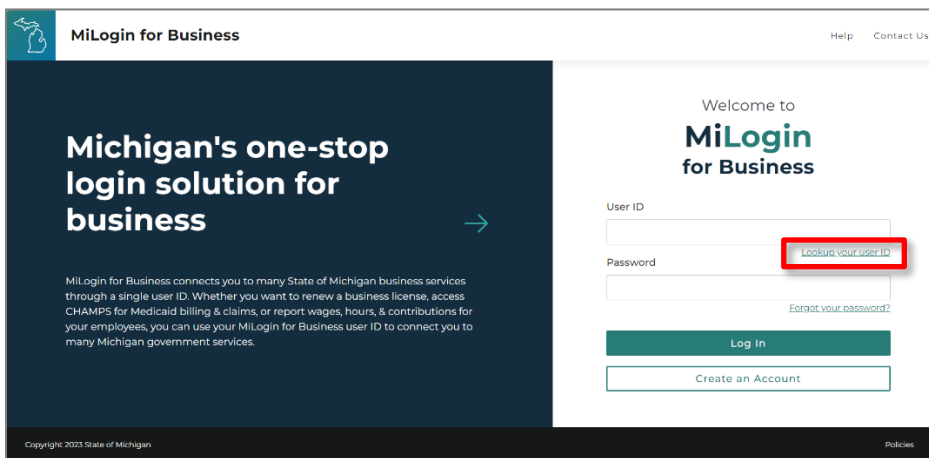 MiLogin for Business
Help Contact Us
Michigan's one-stop
login solution for
business
MiLogin for Business connects you to many State of Michigan business services
through a single user ID. Whether you want to renew a business license, access
CHAMPS for Medicaid billing & claims, or report wages, hours, & contributions for
your employees, you can use your MiLogin for Business user ID to connect you to
many Michigan government services.
Welcome to
MiLogin
for Business
User ID
Lookup your user ID
Password
Forgot your password?
Log In
Create an Account
Copyright 2023 State of Michigan
Policies